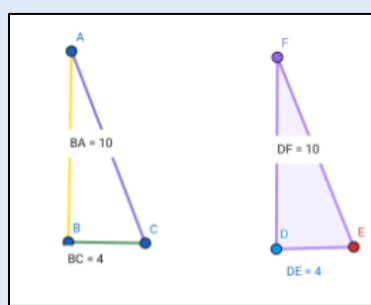 A
F
BA = 10
DF = 10
B
C
D
E
BC = 4
DE = 4